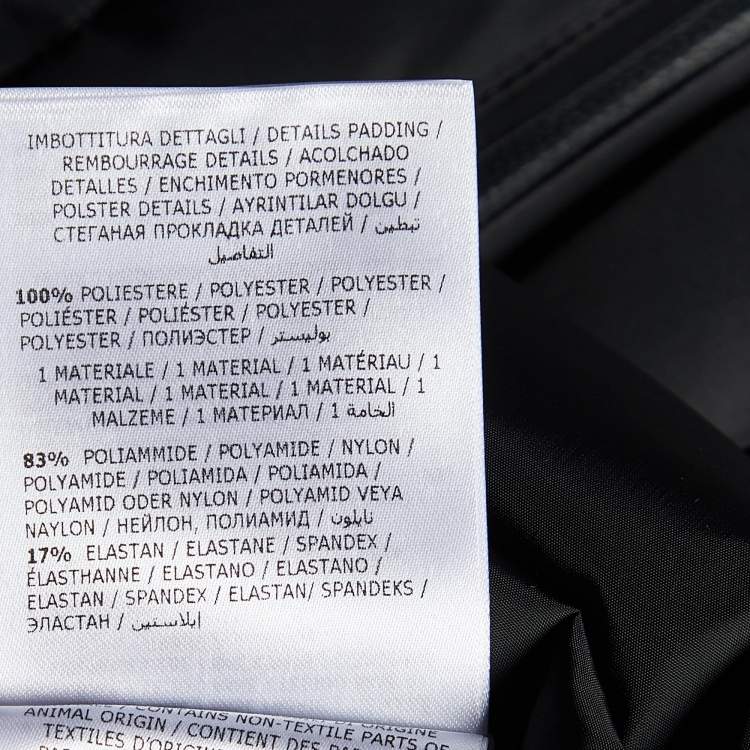 IMBOTTITURA DETTAGLI / DETAILS PADDING /
REMBOURRAGE DETAILS / ACOLCHADO
DETALLES / ENCHIMENTO PORMENORES /
POLSTER DETAILS / AYRINTILAR DOLGU /
СТЕГАНАЯ ПРОКЛАДКА ДЕТАЛЕЙ / تبطين
التفاصيل
100% POLIESTERE / POLYESTER / POLYESTER /
POLIÉSTER / POLIÉSTER / POLYESTER /
POLYESTER / ПОЛИЭСТЕР / بوليستر
1 MATERIALE / 1 MATERIAL / 1 MATÉRIAU / 1
MATERIAL / 1 MATERIAL / 1 MATERIAL / 1
MALZEME / 1 МАТЕРИАЛ / 1 الخامة
83% POLIAMMIDE / POLYAMIDE / NYLON /
POLYAMIDE / POLIAMIDA / POLIAMIDA /
POLYAMID ODER NYLON / POLYAMID VEYA
NAYLON / НЕЙЛОН, ПОЛИАМИД / نايلون
17% ELASTAN / ELASTANE / SPANDEX /
ÉLASTHANNE / ELASTANO / ELASTANO /
ELASTAN / SPANDEX / ELASTAN/ SPANDEKS /
ЭЛАСТАН / ايلاستين
/ CONTAINS NON-TEXTILE PARTS OF
ANIMAL ORIGIN / CONTIENT DES
TEXTILES D'ORIGINE